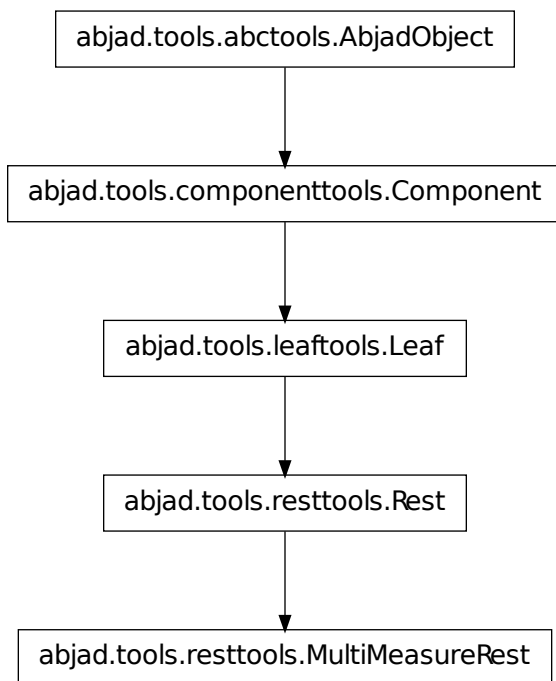 abjad.tools.abctools.AbjadObject
abjad.tools.componenttools.Component
abjad.tools.leaftools.Leaf
abjad.tools.resttools.Rest
abjad.tools.resttools.MultiMeasureRest